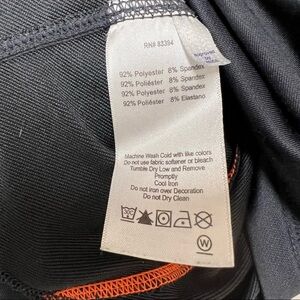 RN# 83394
92% Polyester 8% Spandex
92% Polyester 8% Spandex
92% Poliéster 8% Spandex
92% Poliéster 8% Elastano
Machine Wash Cold with like colors
Do not use fabric softener or bleach
Tumble Dry Low and Remove
Promptly
Cool Iron
Do not iron over Decoration
Do not Dry Clean
W